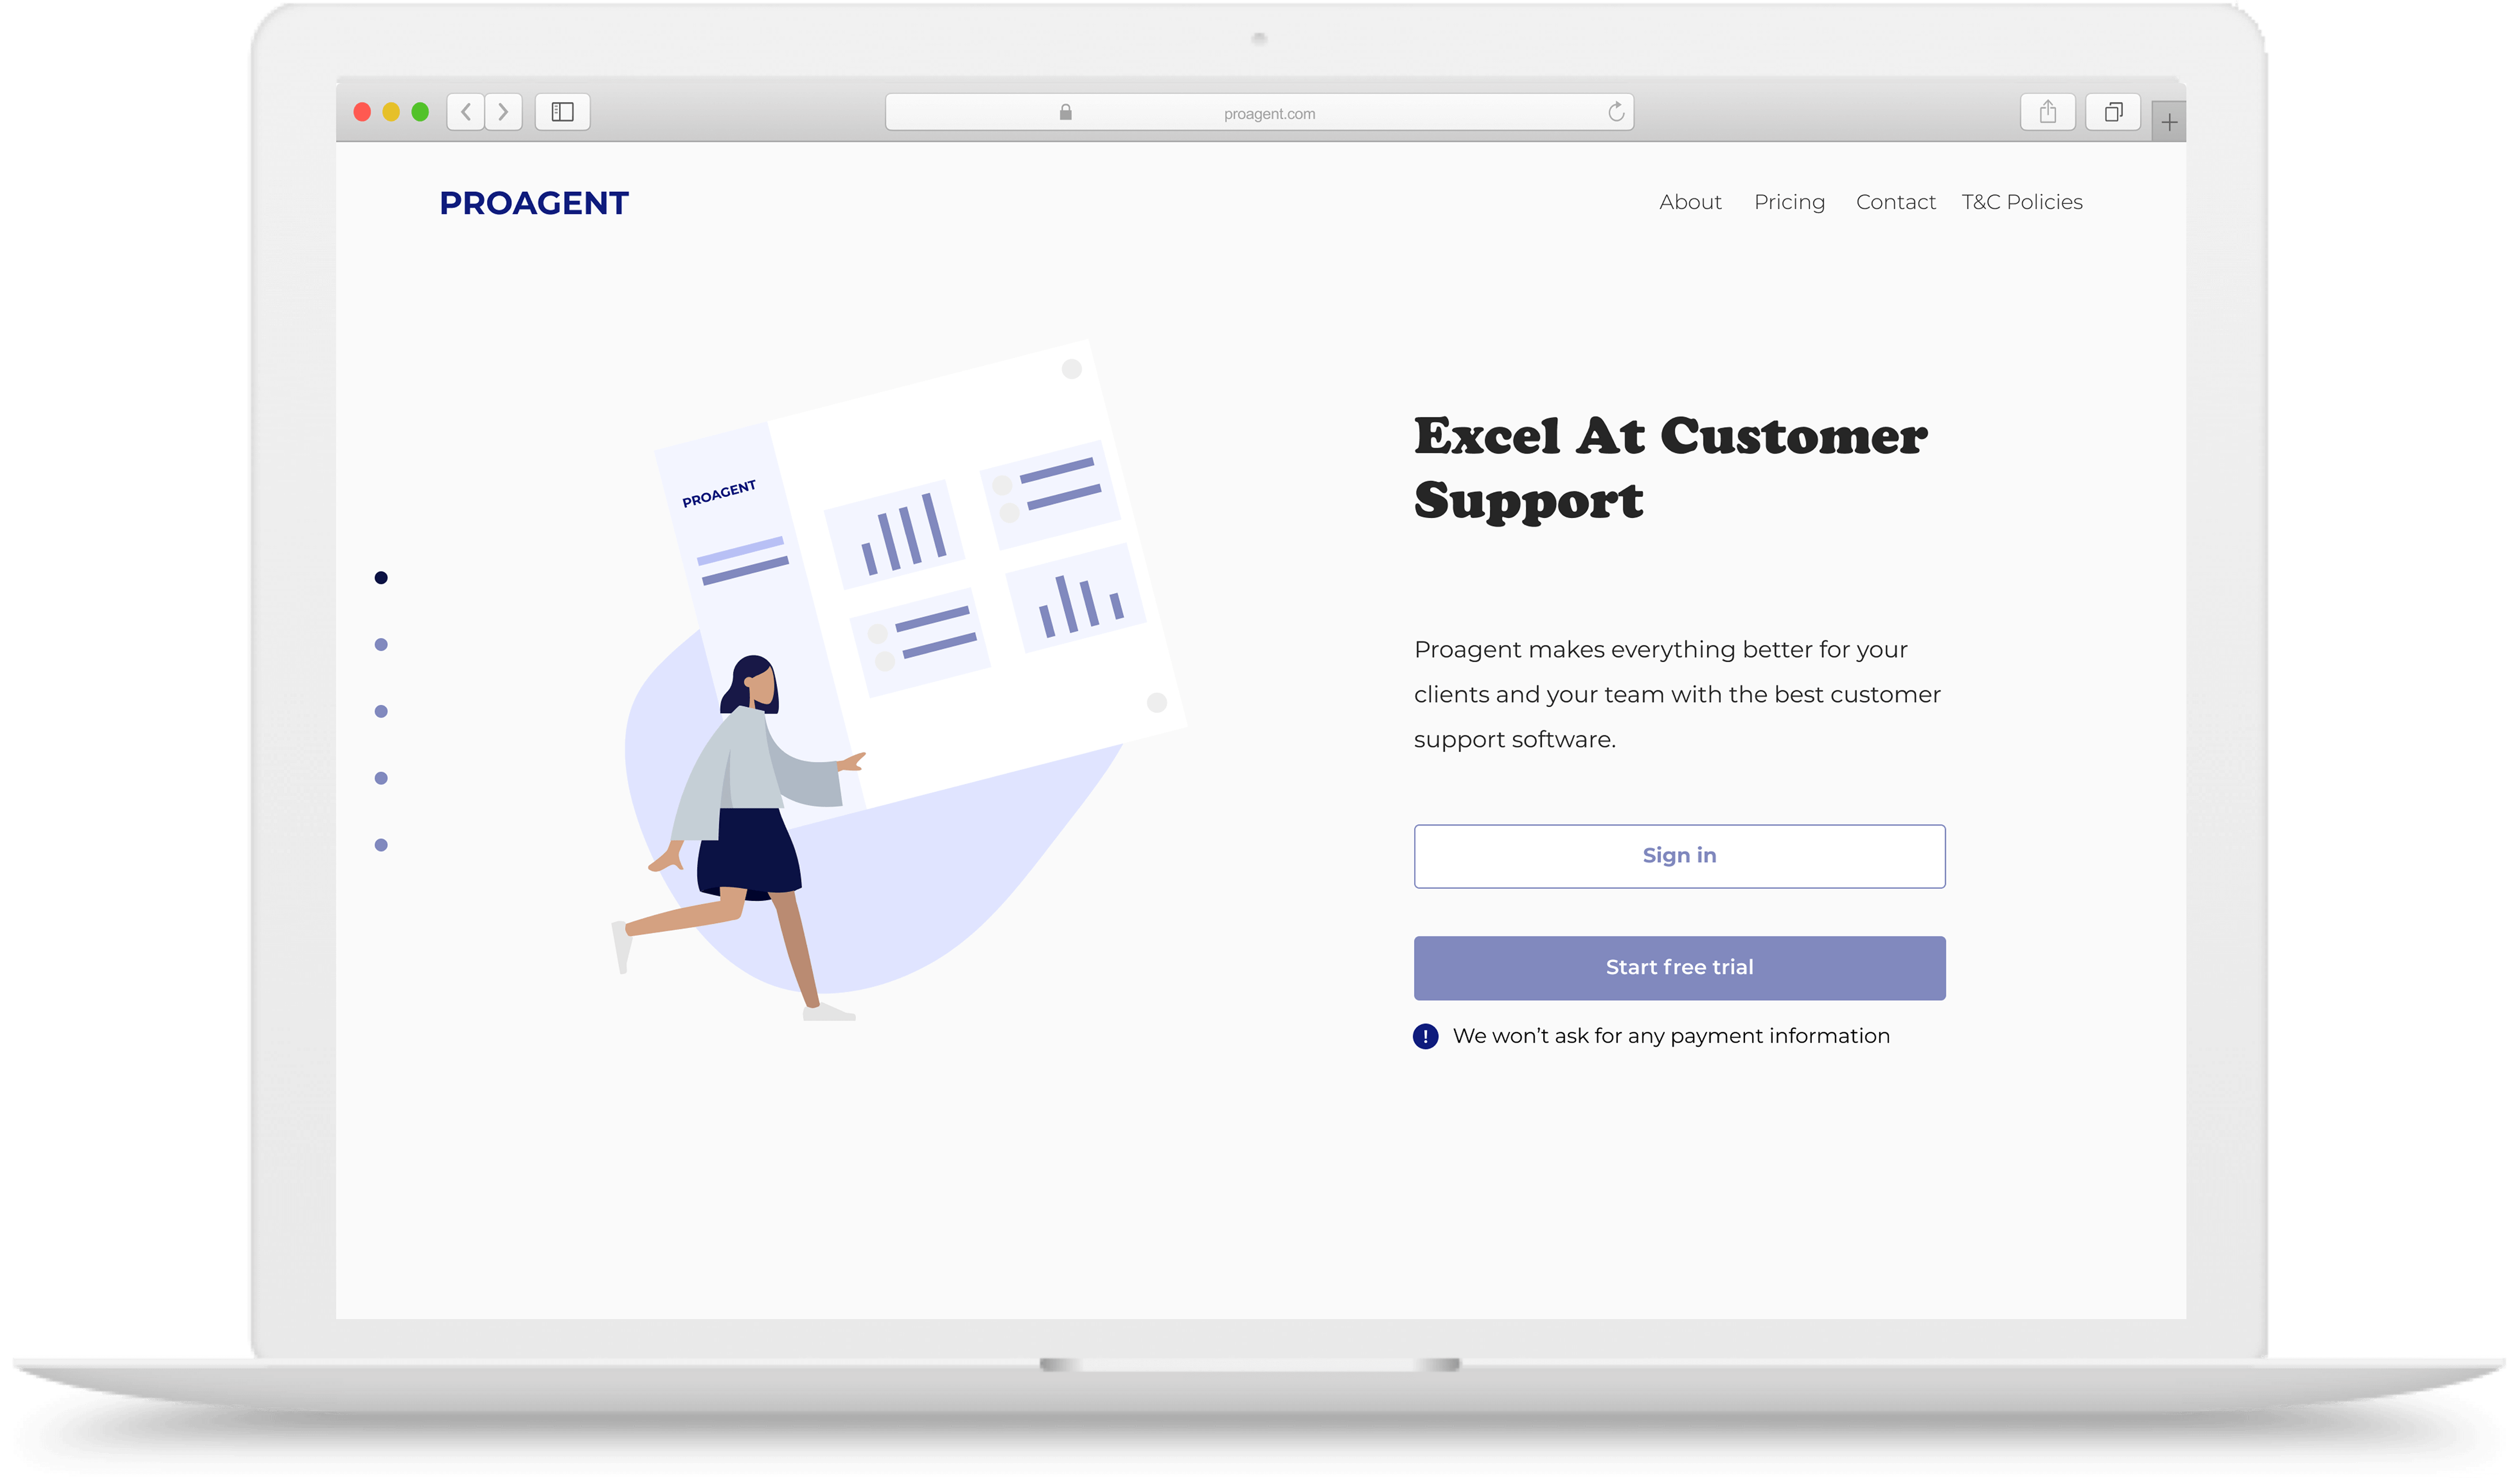 proagent.com
PROAGENT
About Pricing Contact T&C Policies
PROAGENT
Excel At Customer
Support
Proagent makes everything better for your
clients and your team with the best customer
support software.
Sign in
Start free trial
! We won’t ask for any payment information